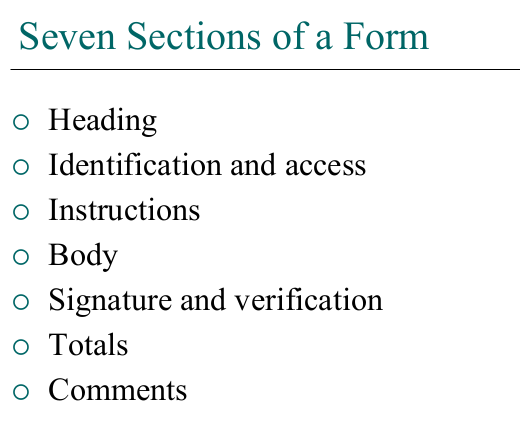 Seven Sections of a Form
Heading
Identification and access
Instructions
Body
Signature and verification
Totals
Comments